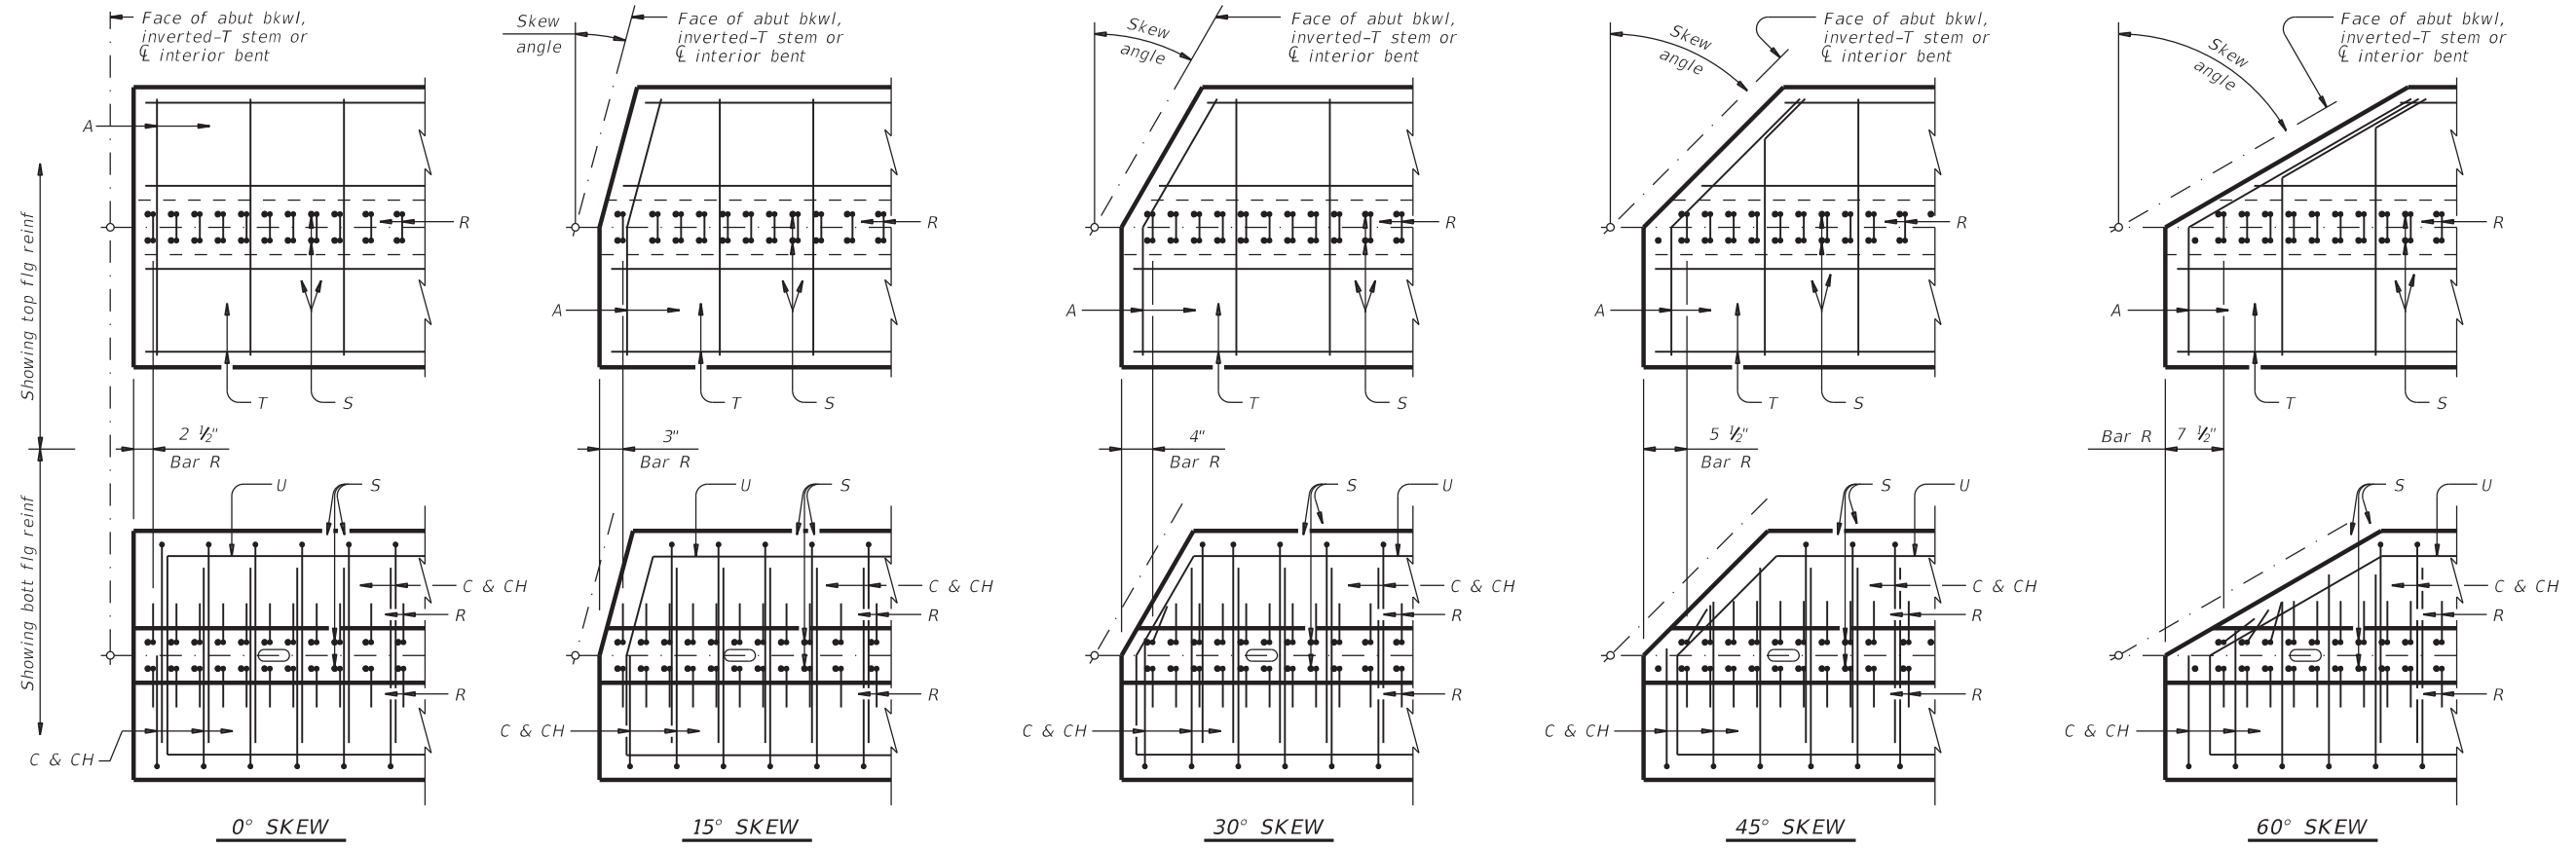 Face of abut bkwl,
inverted-T stem or
℄ interior bent
Skew
angle
Face of abut bkwl,
inverted-T stem or
℄ interior bent
Skew
angle
Face of abut bkwl,
inverted-T stem or
℄ interior bent
Skew
angle
Face of abut bkwl,
inverted-T stem or
℄ interior bent
Skew
angle
Face of abut bkwl,
inverted-T stem or
℄ interior bent
Showing top flg reinf
A
R
T
S
A
R
T
S
A
R
T
S
A
R
T
S
A
R
T
S
2 ½"
Bar R
3"
Bar R
4"
Bar R
5 ½"
Bar R
Bar R 7 ½"
Showing bott flg reinf
U
S
C & CH
R
R
C & CH
U
S
C & CH
R
R
C & CH
S
U
C & CH
R
R
C & CH
S
U
C & CH
R
R
C & CH
S
U
C & CH
R
R
C & CH
0° SKEW
15° SKEW
30° SKEW
45° SKEW
60° SKEW